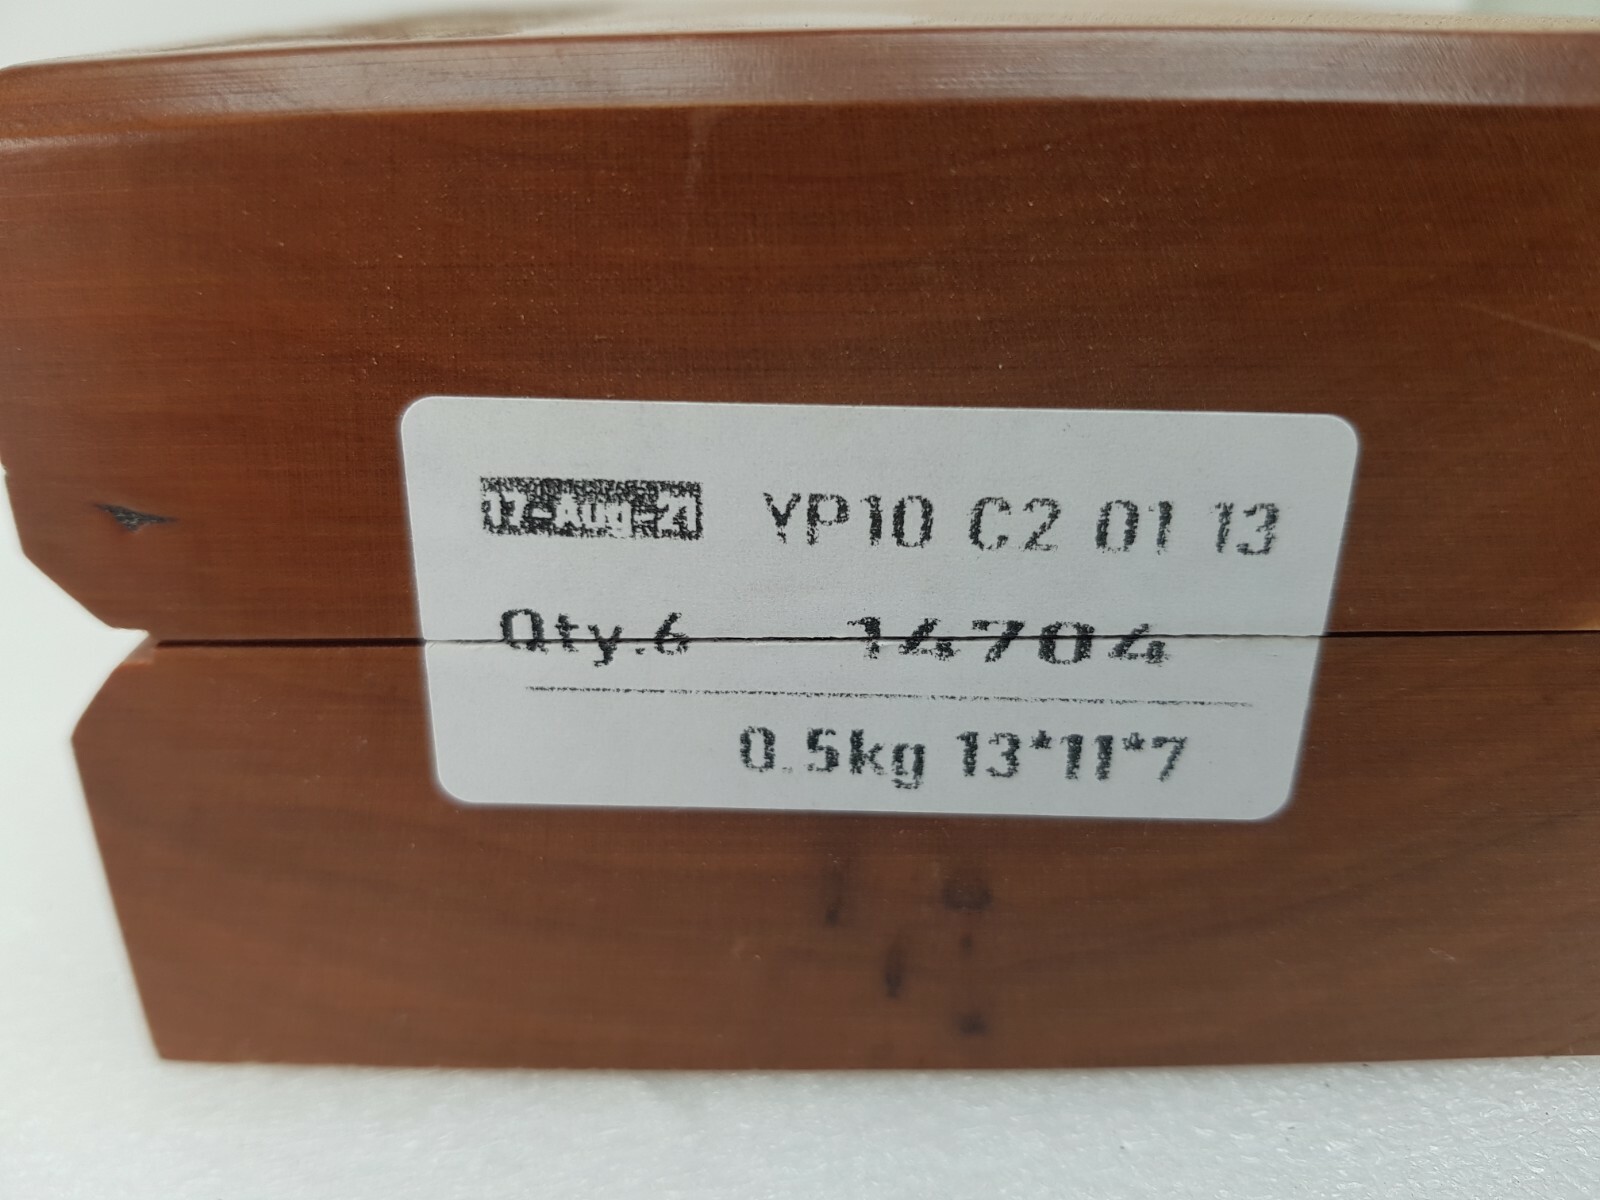 17-Aug-21 YP10 C2 01 13
Qty.6 14704
0.5kg 13*11*7